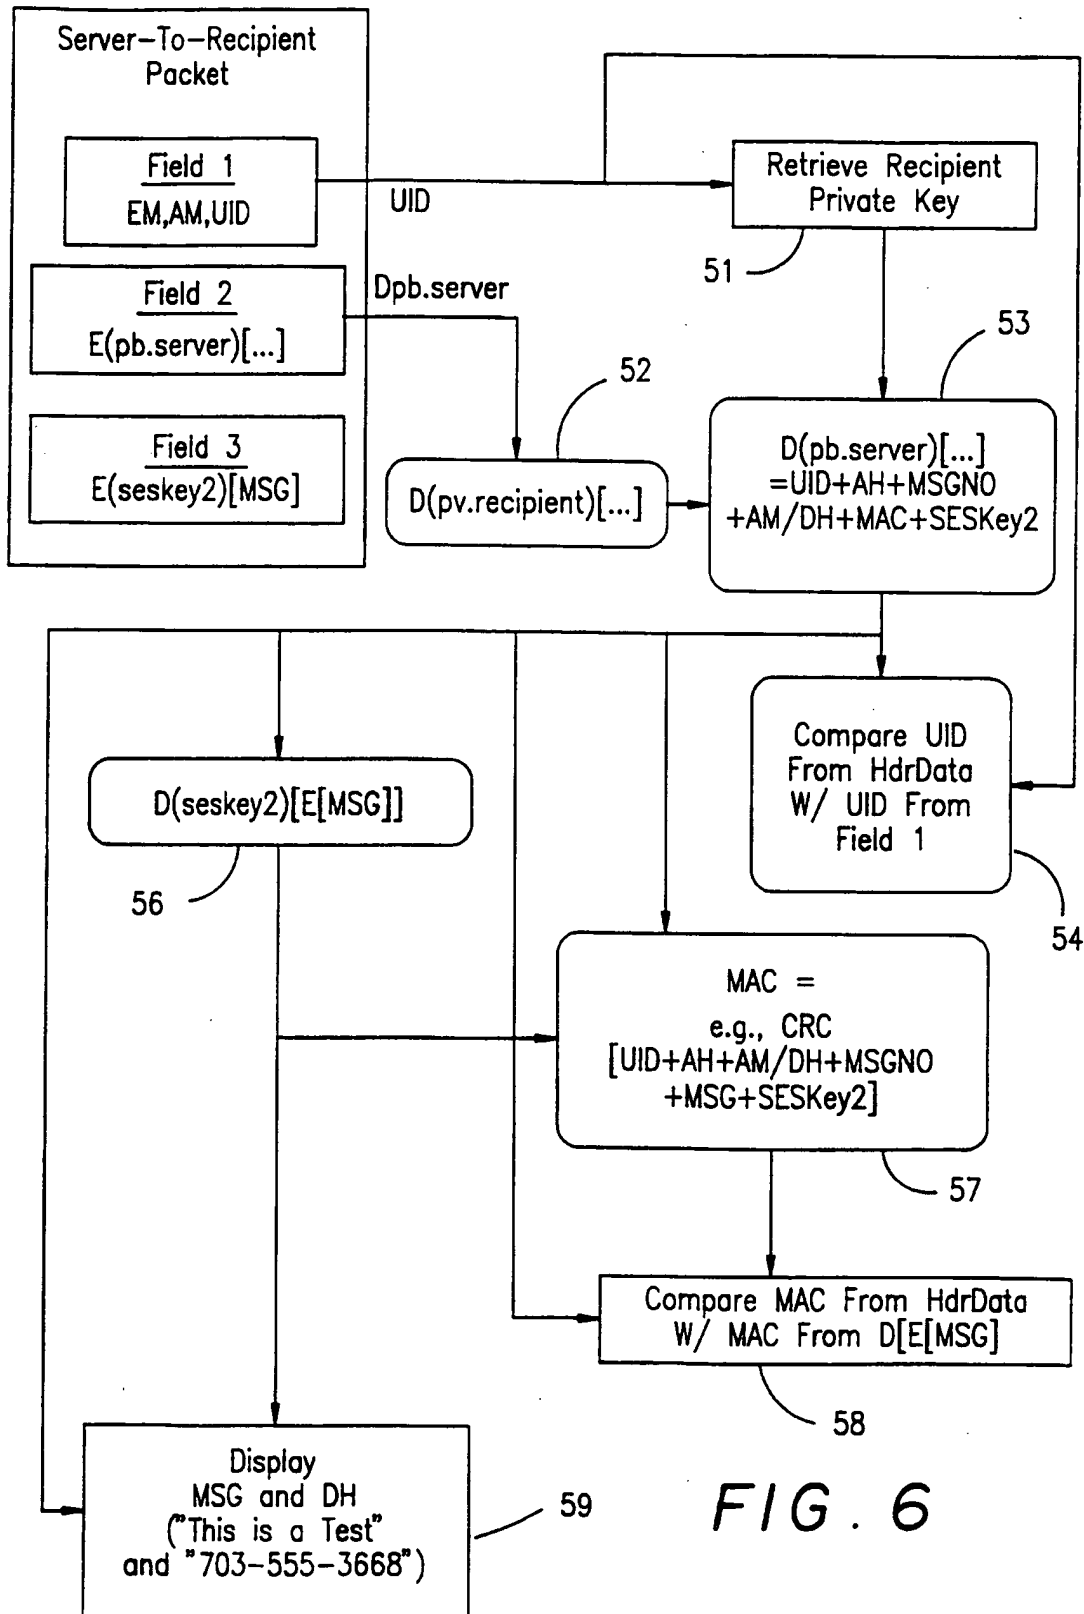 Server-To-Recipient
Packet
Field 1
EM,AM,UID
UID
Retrieve Recipient
Private Key
51
Field 2
E(pb.server)[...]
Dpb.server
53
52
Field 3
E(seskey2)[MSG]
D(pv.recipient)[...]
D(pb.server)[...]
=UID+AH+MSGNO
+AM/DH+MAC+SESKey2
Compare UID
From HdrData
W/ UID From
Field 1
54
D(seskey2)[E[MSG]]
56
MAC =
e.g., CRC
[UID+AH+AM/DH+MSGNO
+MSG+SESKey2]
57
Compare MAC From HdrData
W/ MAC From D[E[MSG]
58
Display
MSG and DH
("This is a Test"
and "703-555-3668")
59
FIG. 6